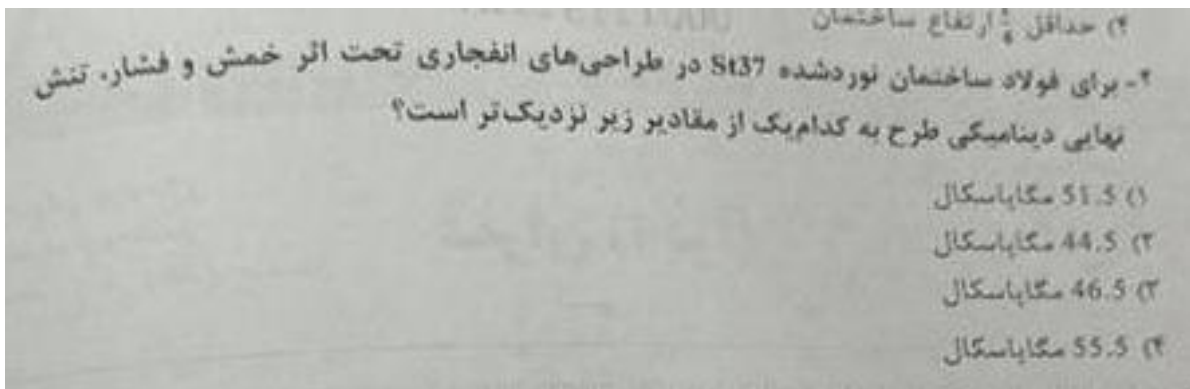 ۴) حداقل ارتفاع ساختمان
۲- برای فولاد ساختمان نوردشده St37 در طراحی‌های انفجاری تحت اثر خمش و فشار، تنش
نهایی دینامیکی طرح به کدام‌یک از مقادیر زیر نزدیک‌تر است؟
۱) 51.5 مگاپاسکال
۲) 44.5 مگاپاسکال
۳) 46.5 مگاپاسکال
۴) 55.5 مگاپاسکال